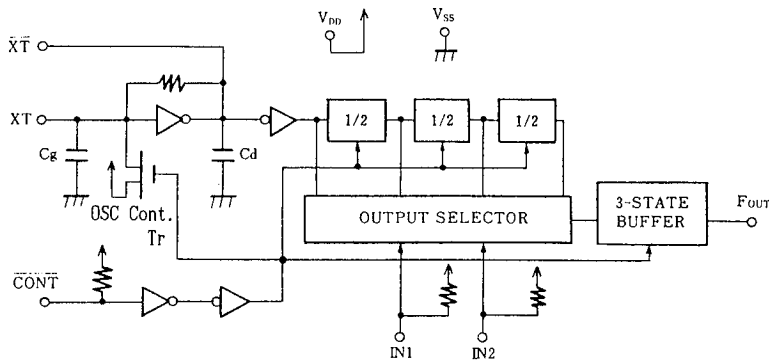 VDD
VSS
XT
XT
1/2
1/2
1/2
Cg
Cd
OSC Cont.
Tr
OUTPUT SELECTOR
3-STATE
BUFFER
FOUT
CONT
IN1
IN2